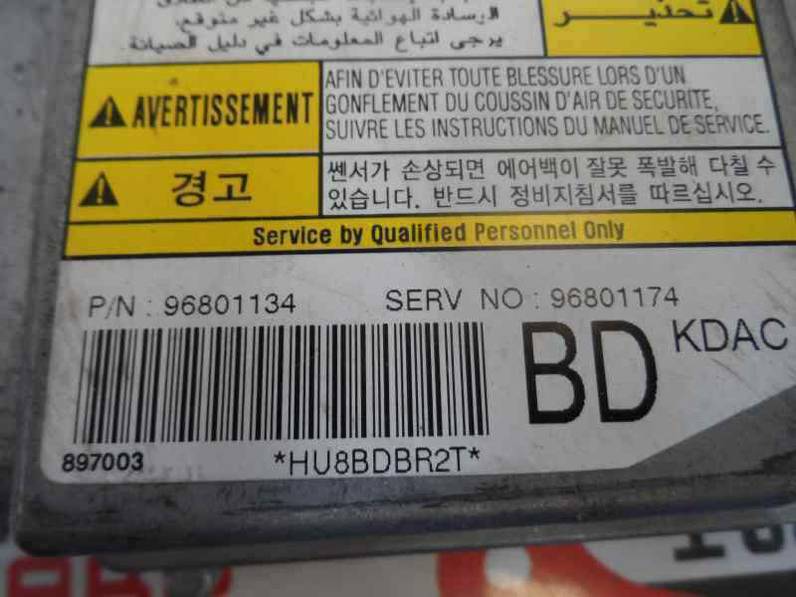 الوسادة الهوائية بشكل غير متوقع.
يرجى اتباع المعلومات في دليل الصيانة.
تحذير
AVERTISSEMENT
AFIN D'EVITER TOUTE BLESSURE LORS D'UN
GONFLEMENT DU COUSSIN D'AIR DE SECURITE,
SUIVRE LES INSTRUCTIONS DU MANUEL DE SERVICE.
경고
쎈서가 손상되면 에어백이 잘못 폭발해 다칠 수
있습니다. 반드시 정비지침서를 따르십시오.
Service by Qualified Personnel Only
P/N : 96801134 SERV NO : 96801174
BD KDAC
897003 *HU8BDBR2T*